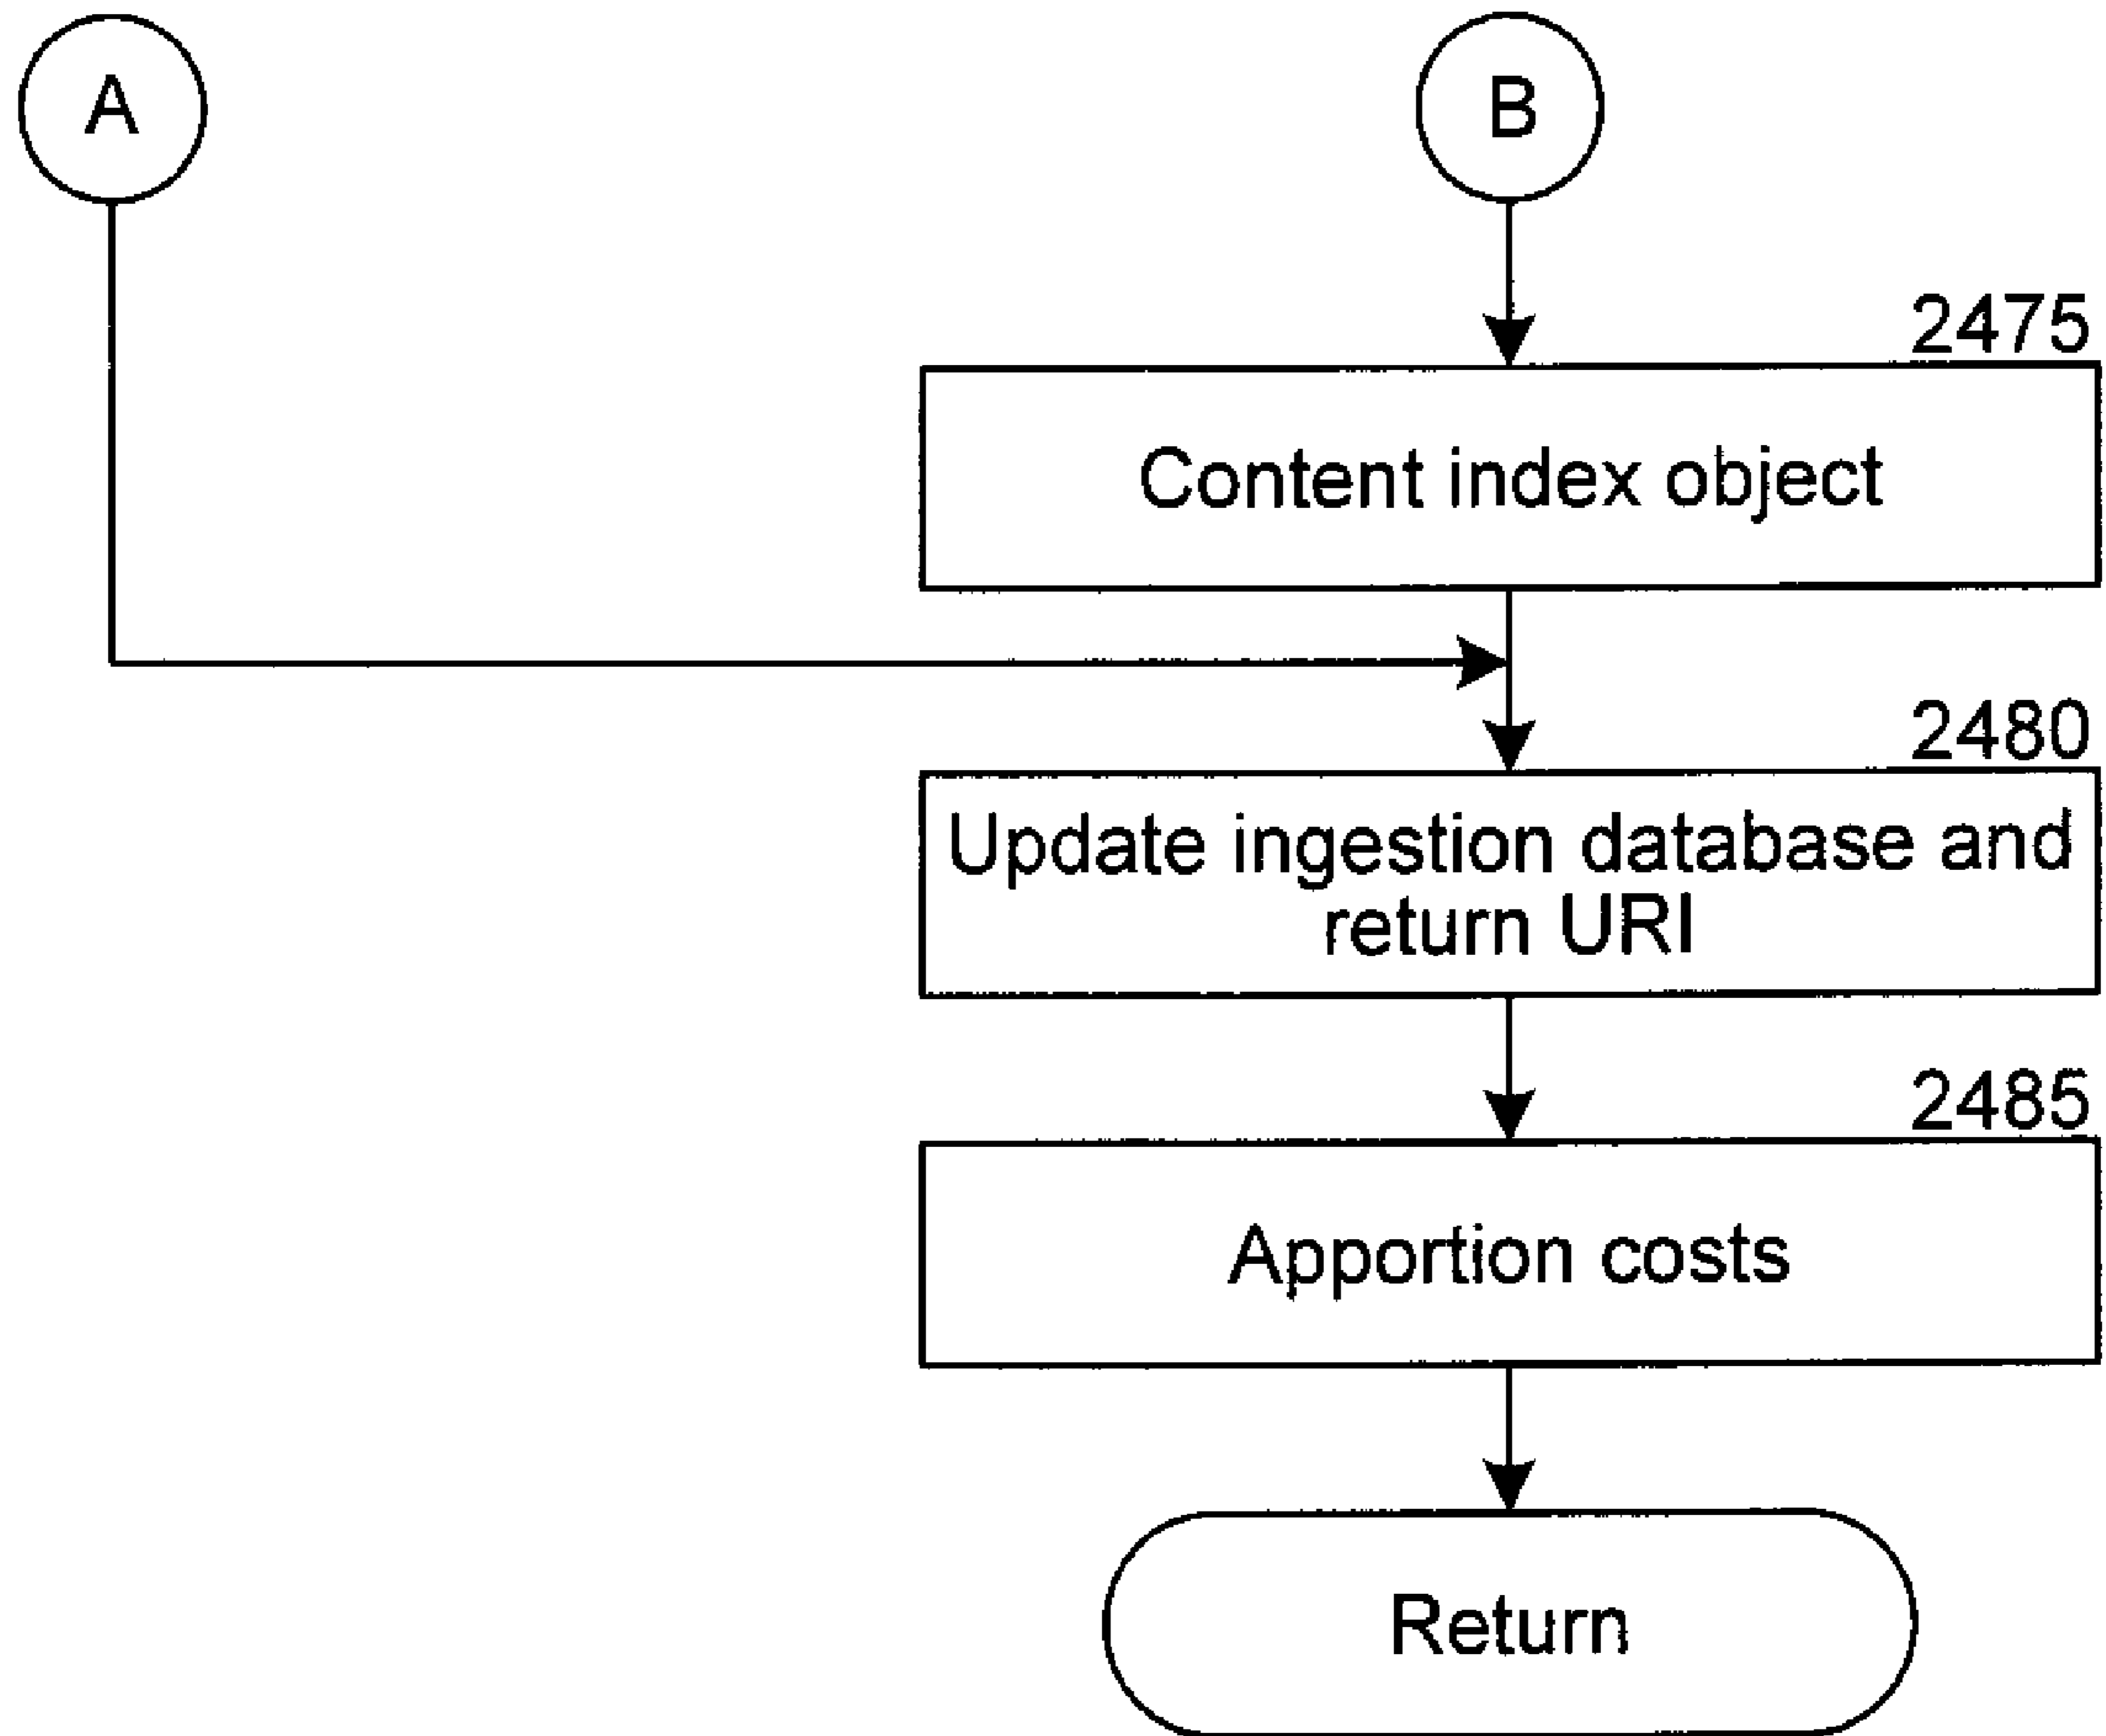 A
B
2475
Content index object
2480
Update ingestion database and
return URI
2485
Apportion costs
Return